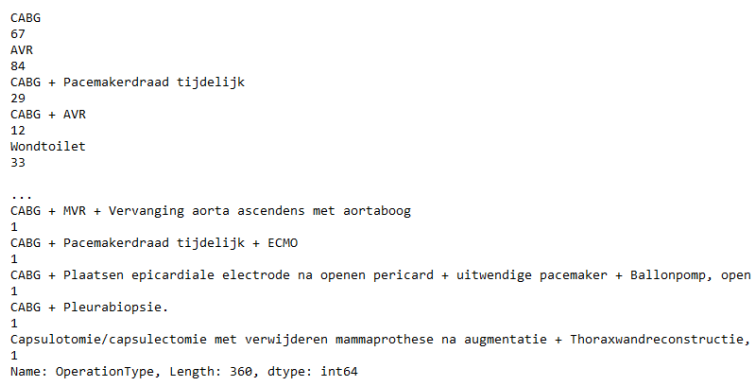 CABG
67
AVR
84
CABG + Pacemakerdraad tijdelijk
29
CABG + AVR
12
Wondtoilet
33
...
CABG + MVR + Vervanging aorta ascendens met aortaboog
1
CABG + Pacemakerdraad tijdelijk + ECMO
1
CABG + Plaatsen epicardiale electrode na openen pericard + uitwendige pacemaker + Ballonpomp, open
1
CABG + Pleurabiopsie.
1
Capsulotomie/capsulectomie met verwijderen mammaprothese na augmentatie + Thoraxwandreconstructie,
1
Name: OperationType, Length: 360, dtype: int64